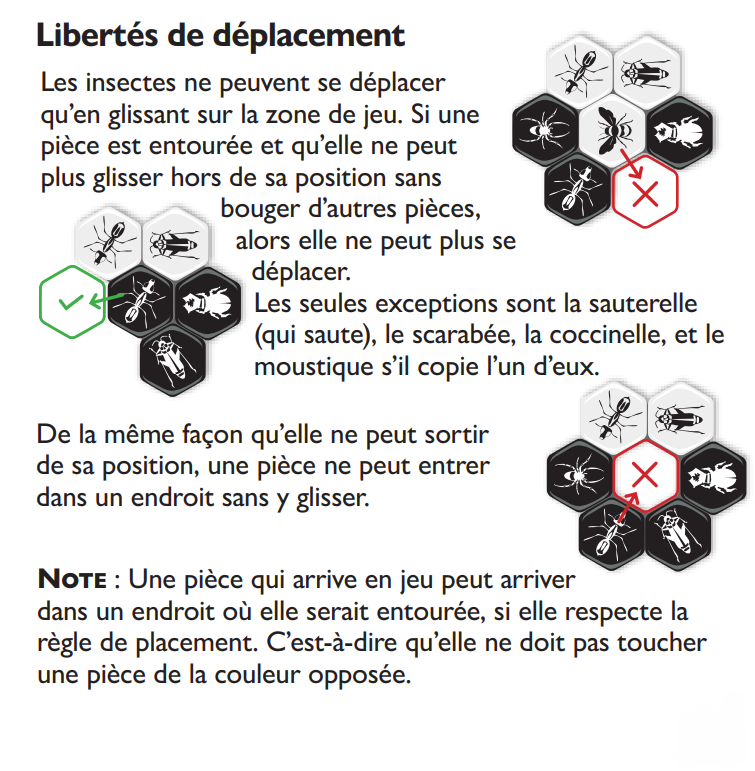 Libertés de déplacement
Les insectes ne peuvent se déplacer
qu’en glissant sur la zone de jeu. Si une
pièce est entourée et qu’elle ne peut
plus glisser hors de sa position sans
bouger d’autres pièces,
alors elle ne peut plus se
déplacer.
Les seules exceptions sont la sauterelle
(qui saute), le scarabée, la coccinelle, et le
moustique s’il copie l’un d’eux.
De la même façon qu’elle ne peut sortir
de sa position, une pièce ne peut entrer
dans un endroit sans y glisser.
NOTE : Une pièce qui arrive en jeu peut arriver
dans un endroit où elle serait entourée, si elle respecte la
règle de placement. C’est-à-dire qu’elle ne doit pas toucher
une pièce de la couleur opposée.